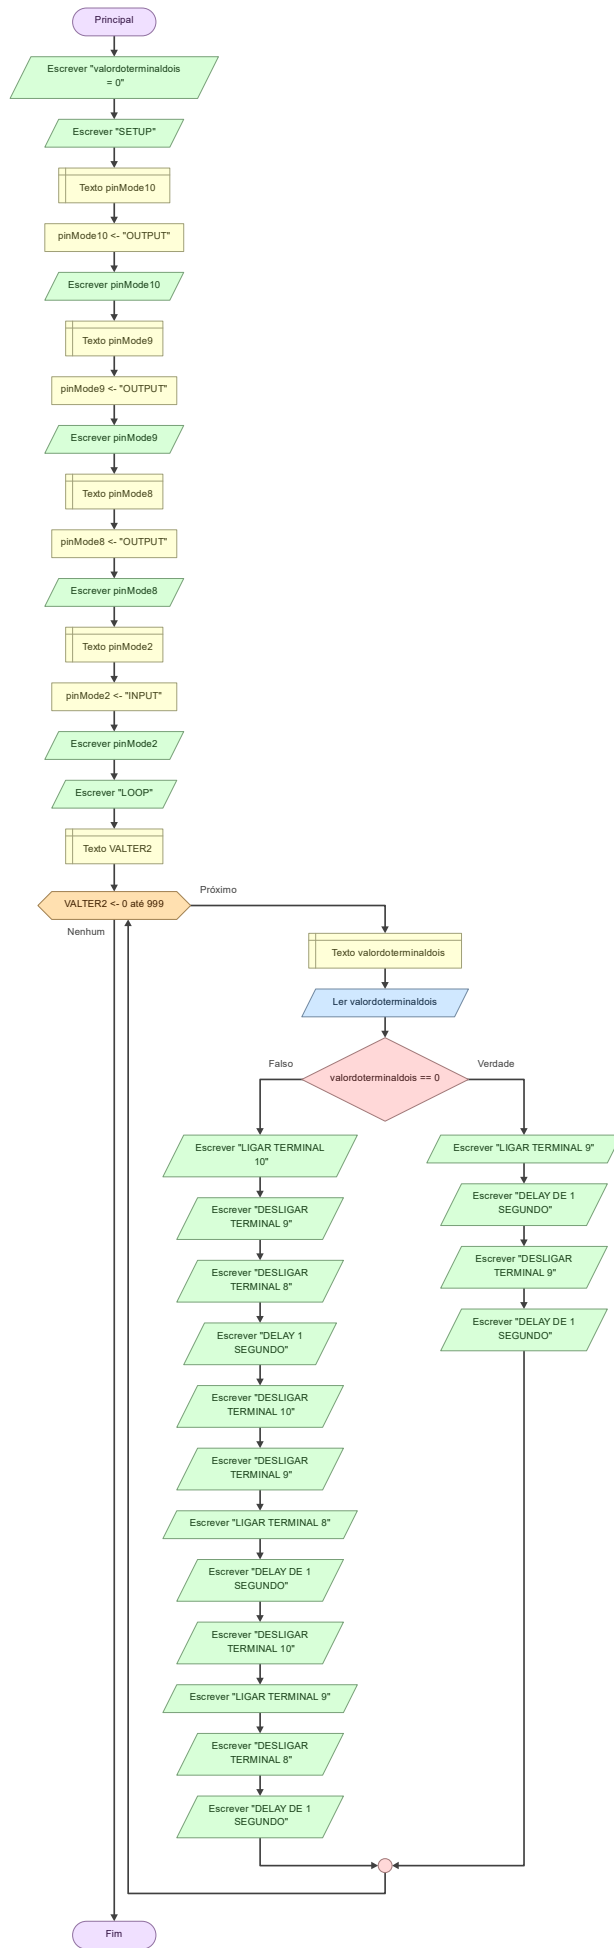 Principal
Escrever "valordoterminaldois
= 0"
Escrever "SETUP"
Texto pinMode10
pinMode10 <- "OUTPUT"
Escrever pinMode10
Texto pinMode9
pinMode9 <- "OUTPUT"
Escrever pinMode9
Texto pinMode8
pinMode8 <- "OUTPUT"
Escrever pinMode8
Texto pinMode2
pinMode2 <- "INPUT"
Escrever pinMode2
Escrever "LOOP"
Texto VALTER2
VALTER2 <- 0 até 999
Próximo
Nenhum
Texto valordoterminaldois
Ler valordoterminaldois
valordoterminaldois == 0
Falso
Verdade
Escrever "LIGAR TERMINAL
10"
Escrever "DESLIGAR
TERMINAL 9"
Escrever "DESLIGAR
TERMINAL 8"
Escrever "DELAY 1
SEGUNDO"
Escrever "DESLIGAR
TERMINAL 10"
Escrever "DESLIGAR
TERMINAL 9"
Escrever "LIGAR TERMINAL 8"
Escrever "DELAY DE 1
SEGUNDO"
Escrever "DESLIGAR
TERMINAL 10"
Escrever "LIGAR TERMINAL 9"
Escrever "DESLIGAR
TERMINAL 8"
Escrever "DELAY DE 1
SEGUNDO"
Escrever "LIGAR TERMINAL 9"
Escrever "DELAY DE 1
SEGUNDO"
Escrever "DESLIGAR
TERMINAL 9"
Escrever "DELAY DE 1
SEGUNDO"
Fim